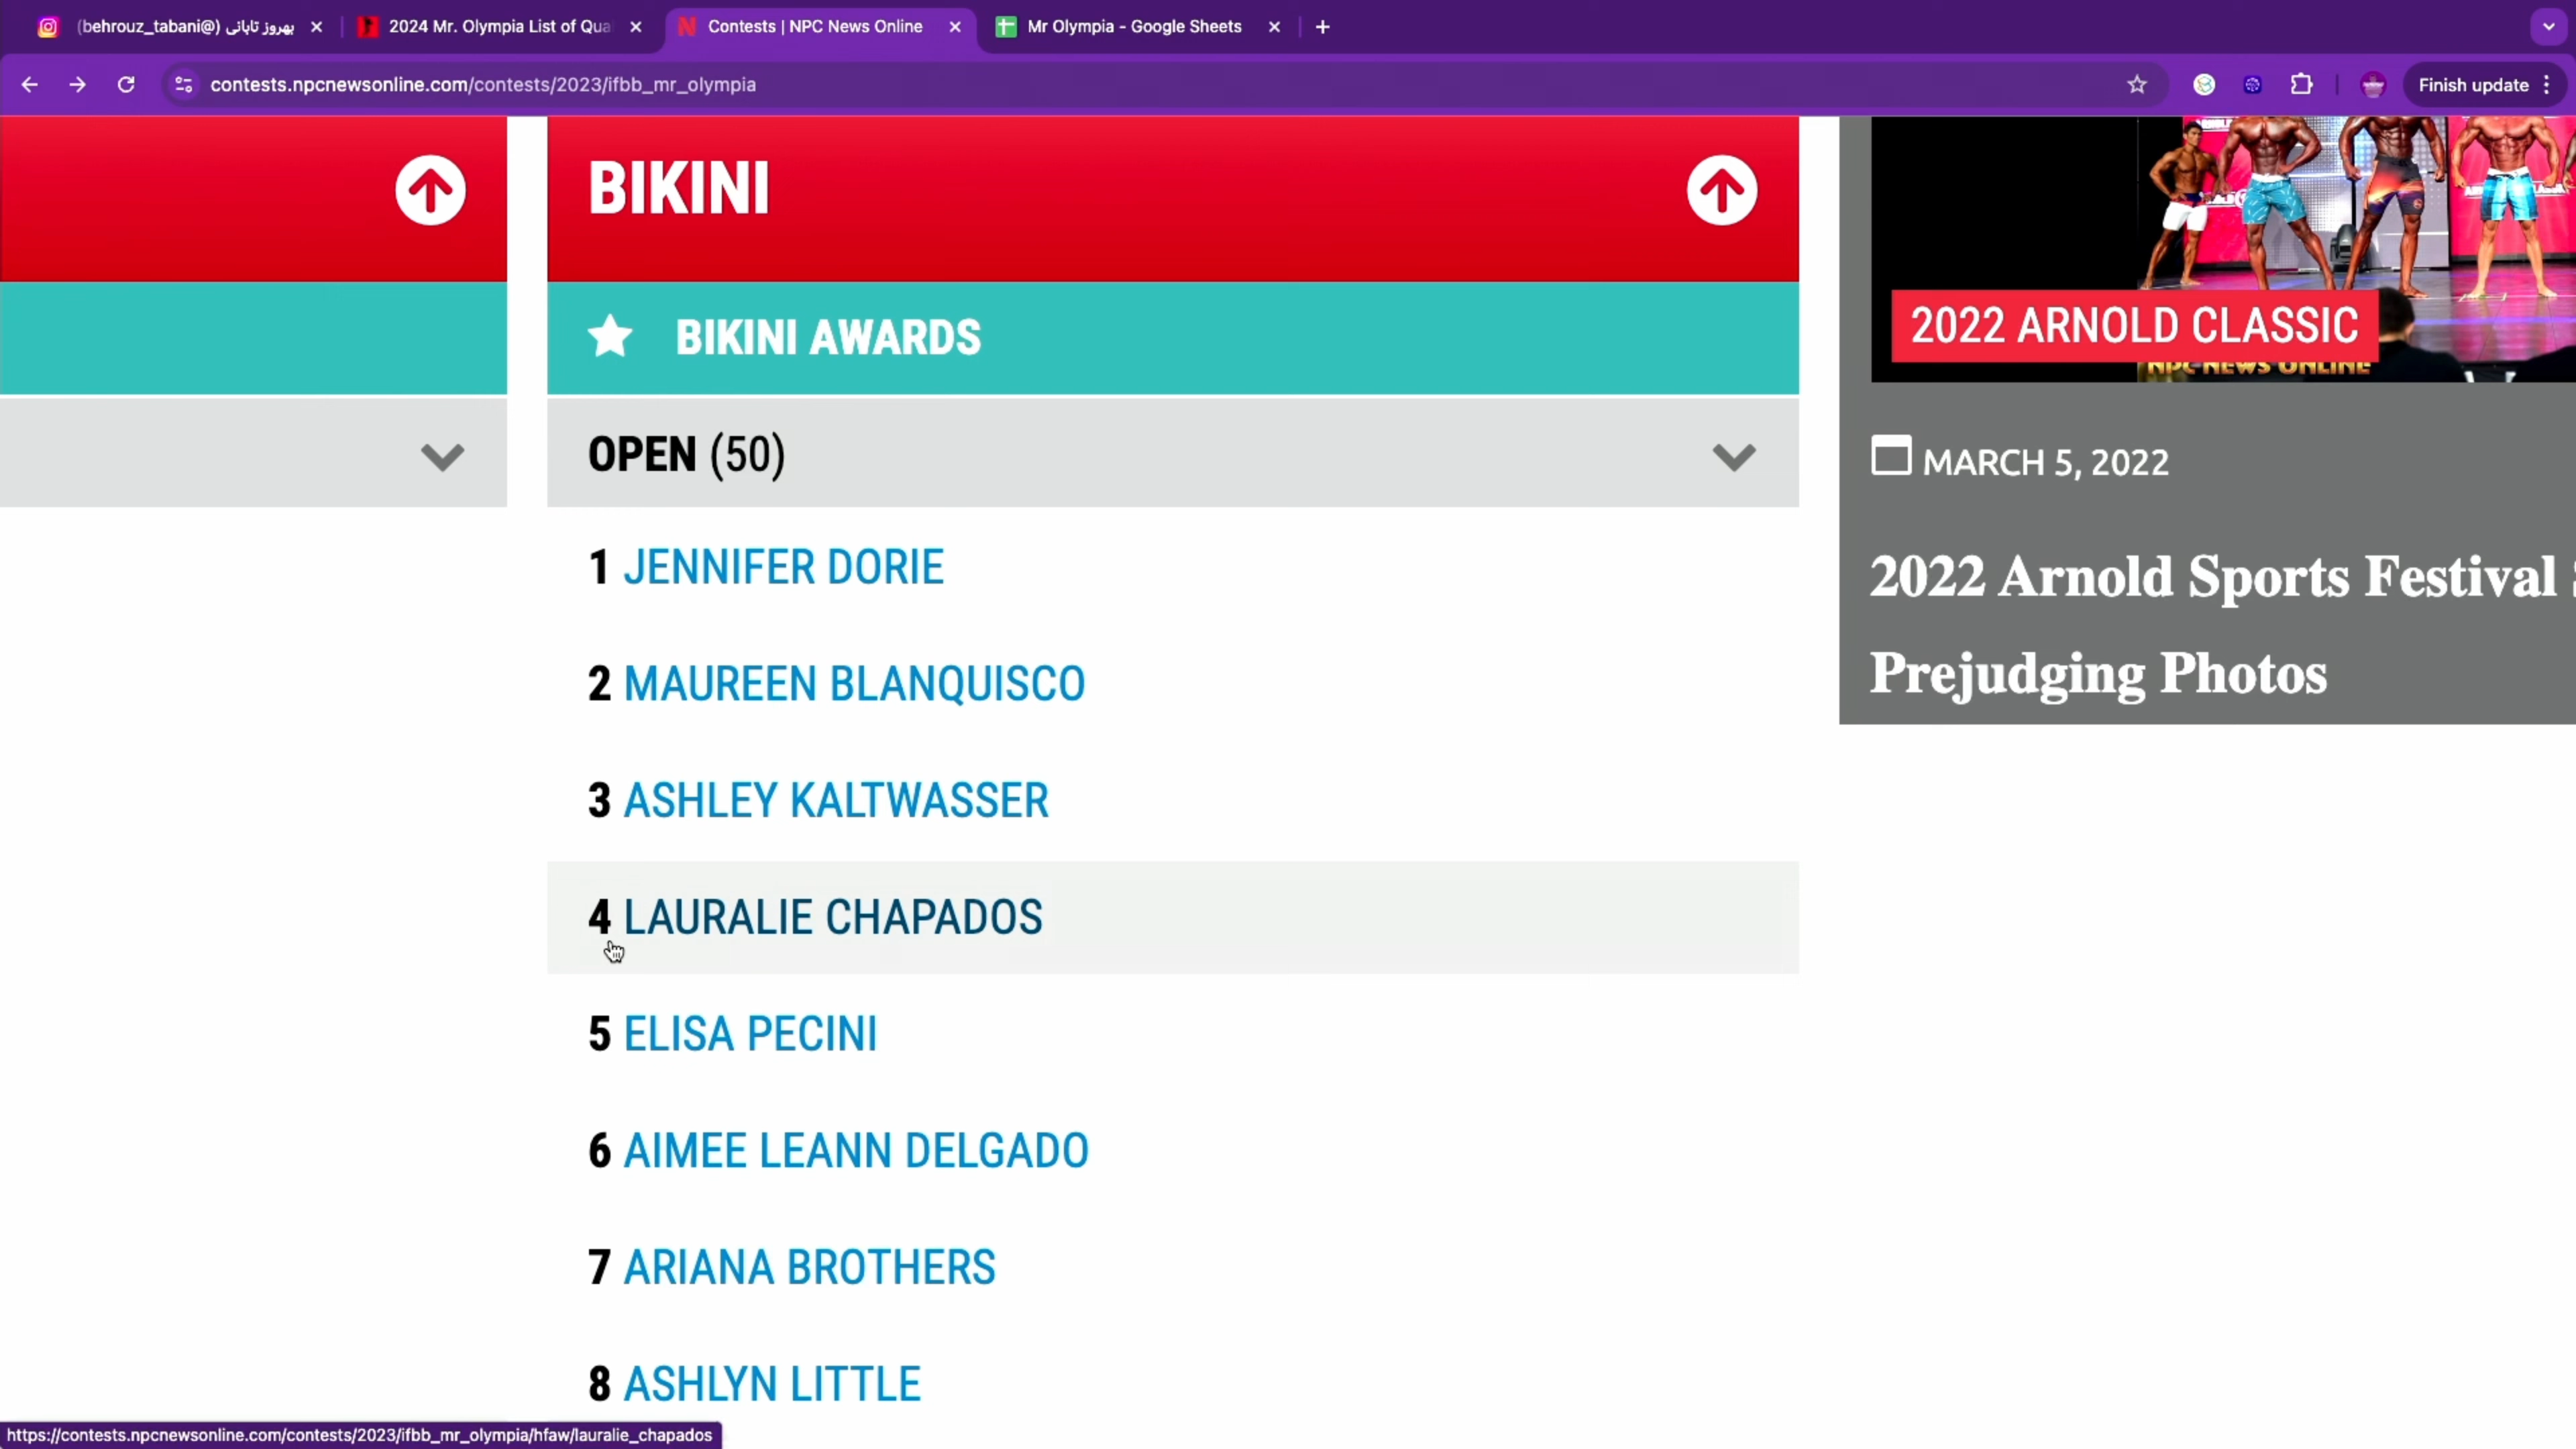 بهروز تابانی (@behrouz_tabani)
2024 Mr. Olympia List of Qua
Contests | NPC News Online
Mr Olympia - Google Sheets
contests.npcnewsonline.com/contests/2023/ifbb_mr_olympia
Finish update
BIKINI
BIKINI AWARDS
OPEN (50)
1 JENNIFER DORIE
2 MAUREEN BLANQUISCO
3 ASHLEY KALTWASSER
4 LAURALIE CHAPADOS
5 ELISA PECINI
6 AIMEE LEANN DELGADO
7 ARIANA BROTHERS
8 ASHLYN LITTLE
2022 ARNOLD CLASSIC
NPC NEWS ONLINE
MARCH 5, 2022
2022 Arnold Sports Festival
Prejudging Photos
https://contests.npcnewsonline.com/contests/2023/ifbb_mr_olympia/hfaw/lauralie_chapados